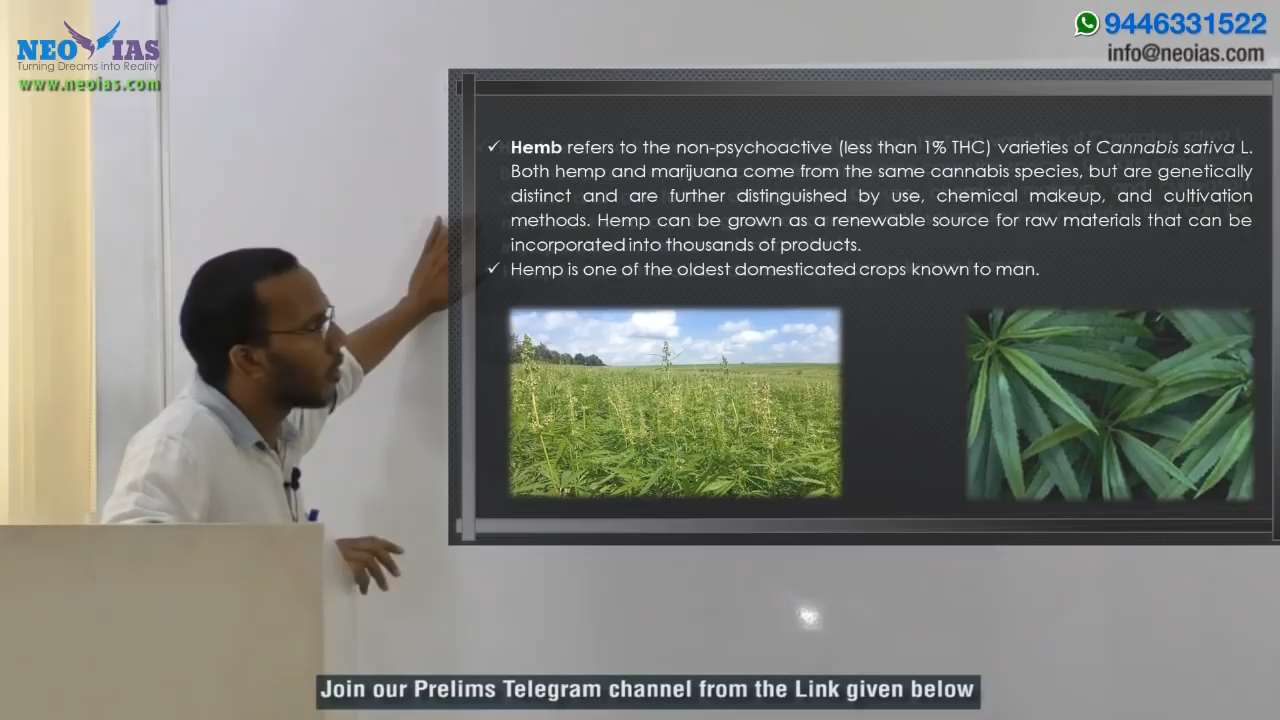 NEO IAS
Turning Dreams into Reality
www.neoias.com
9446331522
info@neoias.com
✓ Hemb refers to the non-psychoactive (less than 1% THC) varieties of Cannabis sativa L.
Both hemp and marijuana come from the same cannabis species, but are genetically
distinct and are further distinguished by use, chemical makeup, and cultivation
methods. Hemp can be grown as a renewable source for raw materials that can be
incorporated into thousands of products.
✓ Hemp is one of the oldest domesticated crops known to man.
Join our Prelims Telegram channel from the Link given below